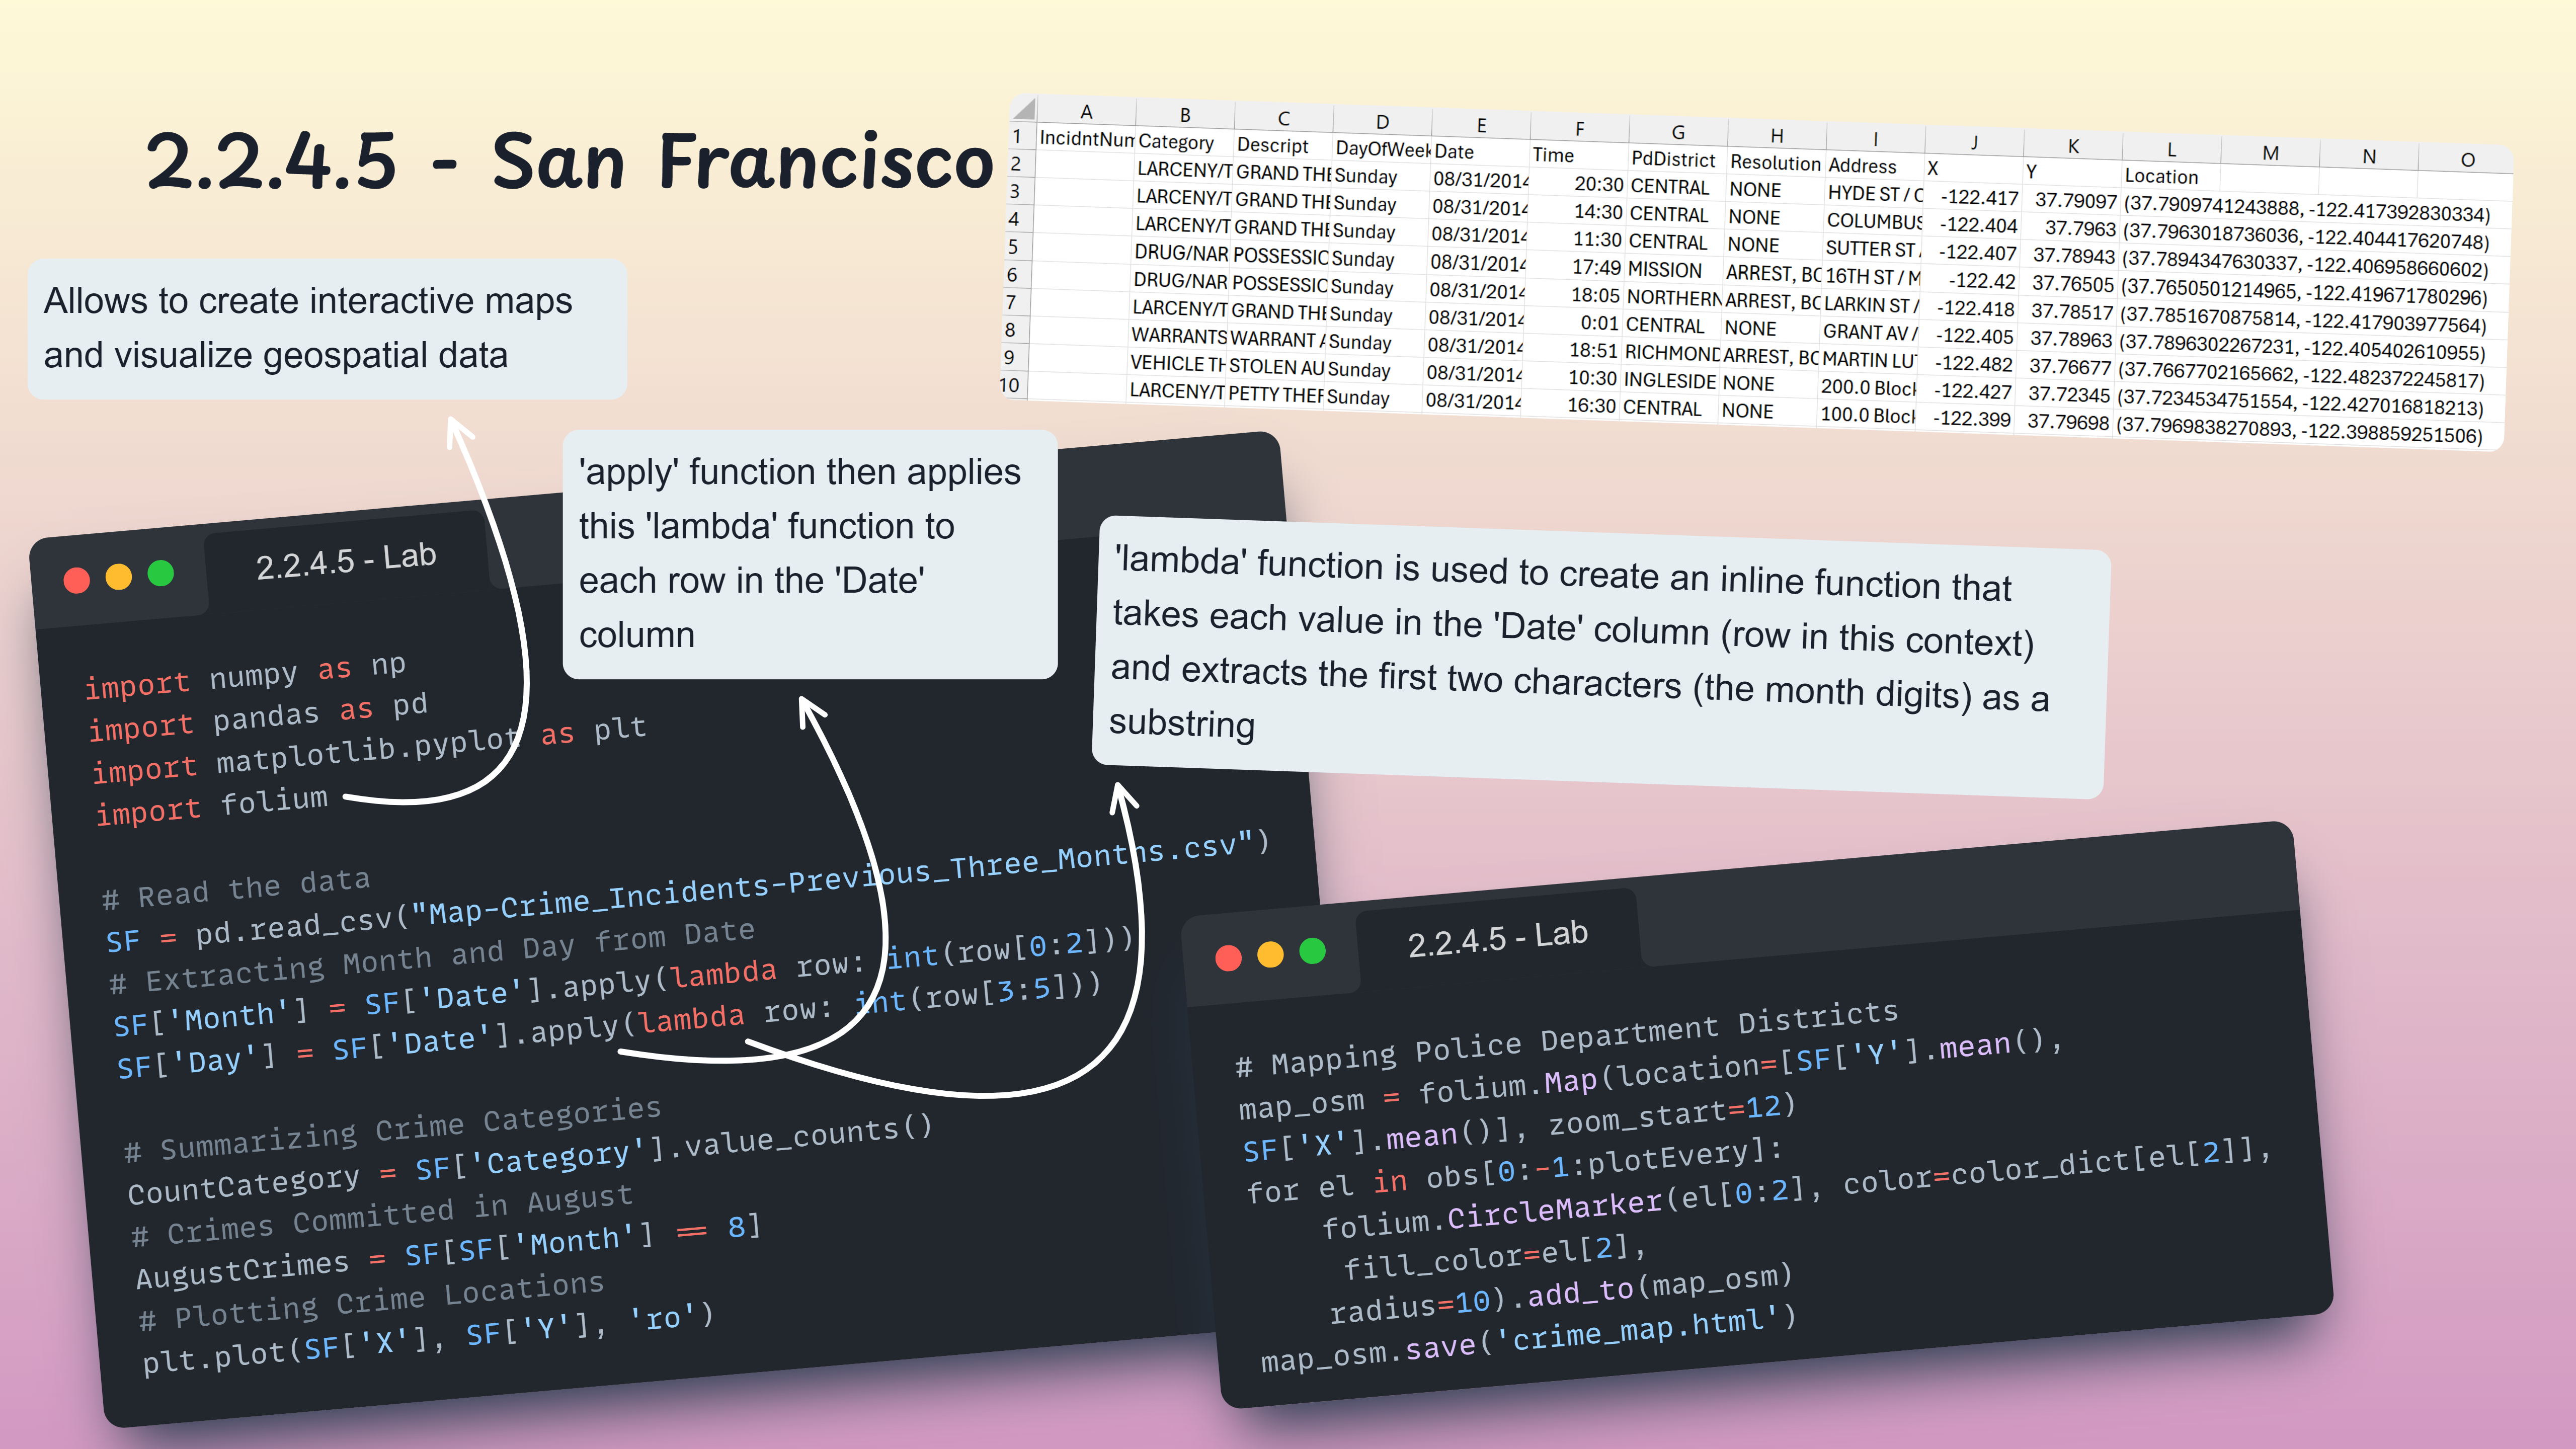 2.2.4.5 - San Francisco
A B C D E F G H I J K L M N O
1 IncidntNum Category Descript DayOfWeek Date Time PdDistrict Resolution Address X Y Location
2 LARCENY/T GRAND THE Sunday 08/31/2014 20:30 CENTRAL NONE HYDE ST / C -122.417 37.79097 (37.7909741243888, -122.417392830334)
3 LARCENY/T GRAND THE Sunday 08/31/2014 14:30 CENTRAL NONE COLUMBUS -122.404 37.7963 (37.7963018736036, -122.404417620748)
4 LARCENY/T GRAND THE Sunday 08/31/2014 11:30 CENTRAL NONE SUTTER ST / -122.407 37.78943 (37.7894347630337, -122.406958660602)
5 DRUG/NAR POSSESSIC Sunday 08/31/2014 17:49 MISSION ARREST, BC 16TH ST / M -122.42 37.76505 (37.7650501214965, -122.419671780296)
6 DRUG/NAR POSSESSIC Sunday 08/31/2014 18:05 NORTHERN ARREST, BC LARKIN ST / -122.418 37.78517 (37.7851670875814, -122.417903977564)
7 LARCENY/T GRAND THE Sunday 08/31/2014 0:01 CENTRAL NONE GRANT AV / -122.405 37.78963 (37.7896302267231, -122.405402610955)
8 WARRANTS WARRANT A Sunday 08/31/2014 18:51 RICHMOND ARREST, BC MARTIN LUT -122.482 37.76677 (37.7667702165662, -122.482372245817)
9 VEHICLE TH STOLEN AU Sunday 08/31/2014 10:30 INGLESIDE NONE 200.0 Block -122.427 37.72345 (37.7234534751554, -122.427016818213)
10 LARCENY/T PETTY THEF Sunday 08/31/2014 16:30 CENTRAL NONE 100.0 Block -122.399 37.79698 (37.7969838270893, -122.398859251506)
Allows to create interactive maps
and visualize geospatial data
'apply' function then applies
this 'lambda' function to
each row in the 'Date'
column
'lambda' function is used to create an inline function that
takes each value in the 'Date' column (row in this context)
and extracts the first two characters (the month digits) as a
substring
2.2.4.5 - Lab
import numpy as np
import pandas as pd
import matplotlib.pyplot as plt
import folium
# Read the data
SF = pd.read_csv("Map-Crime_Incidents-Previous_Three_Months.csv")
# Extracting Month and Day from Date
SF['Month'] = SF['Date'].apply(lambda row: int(row[0:2]))
SF['Day'] = SF['Date'].apply(lambda row: int(row[3:5]))
# Summarizing Crime Categories
CountCategory = SF['Category'].value_counts()
# Crimes Committed in August
AugustCrimes = SF[SF['Month'] == 8]
# Plotting Crime Locations
plt.plot(SF['X'], SF['Y'], 'ro')
2.2.4.5 - Lab
# Mapping Police Department Districts
map_osm = folium.Map(location=[SF['Y'].mean(),
SF['X'].mean()], zoom_start=12)
for el in obs[0:-1:plotEvery]:
folium.CircleMarker(el[0:2], color=color_dict[el[2]],
fill_color=el[2],
radius=10).add_to(map_osm)
map_osm.save('crime_map.html')